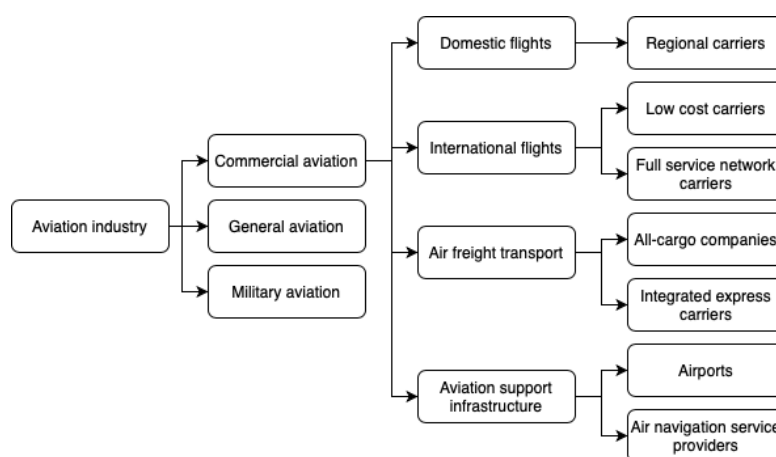 Domestic flights
Regional carriers
Low cost carriers
International flights
Commercial aviation
Full service network
carriers
Aviation industry
General aviation
All-cargo companies
Air freight transport
Military aviation
Integrated express
carriers
Airports
Aviation support
infrastructure
Air navigation service
providers